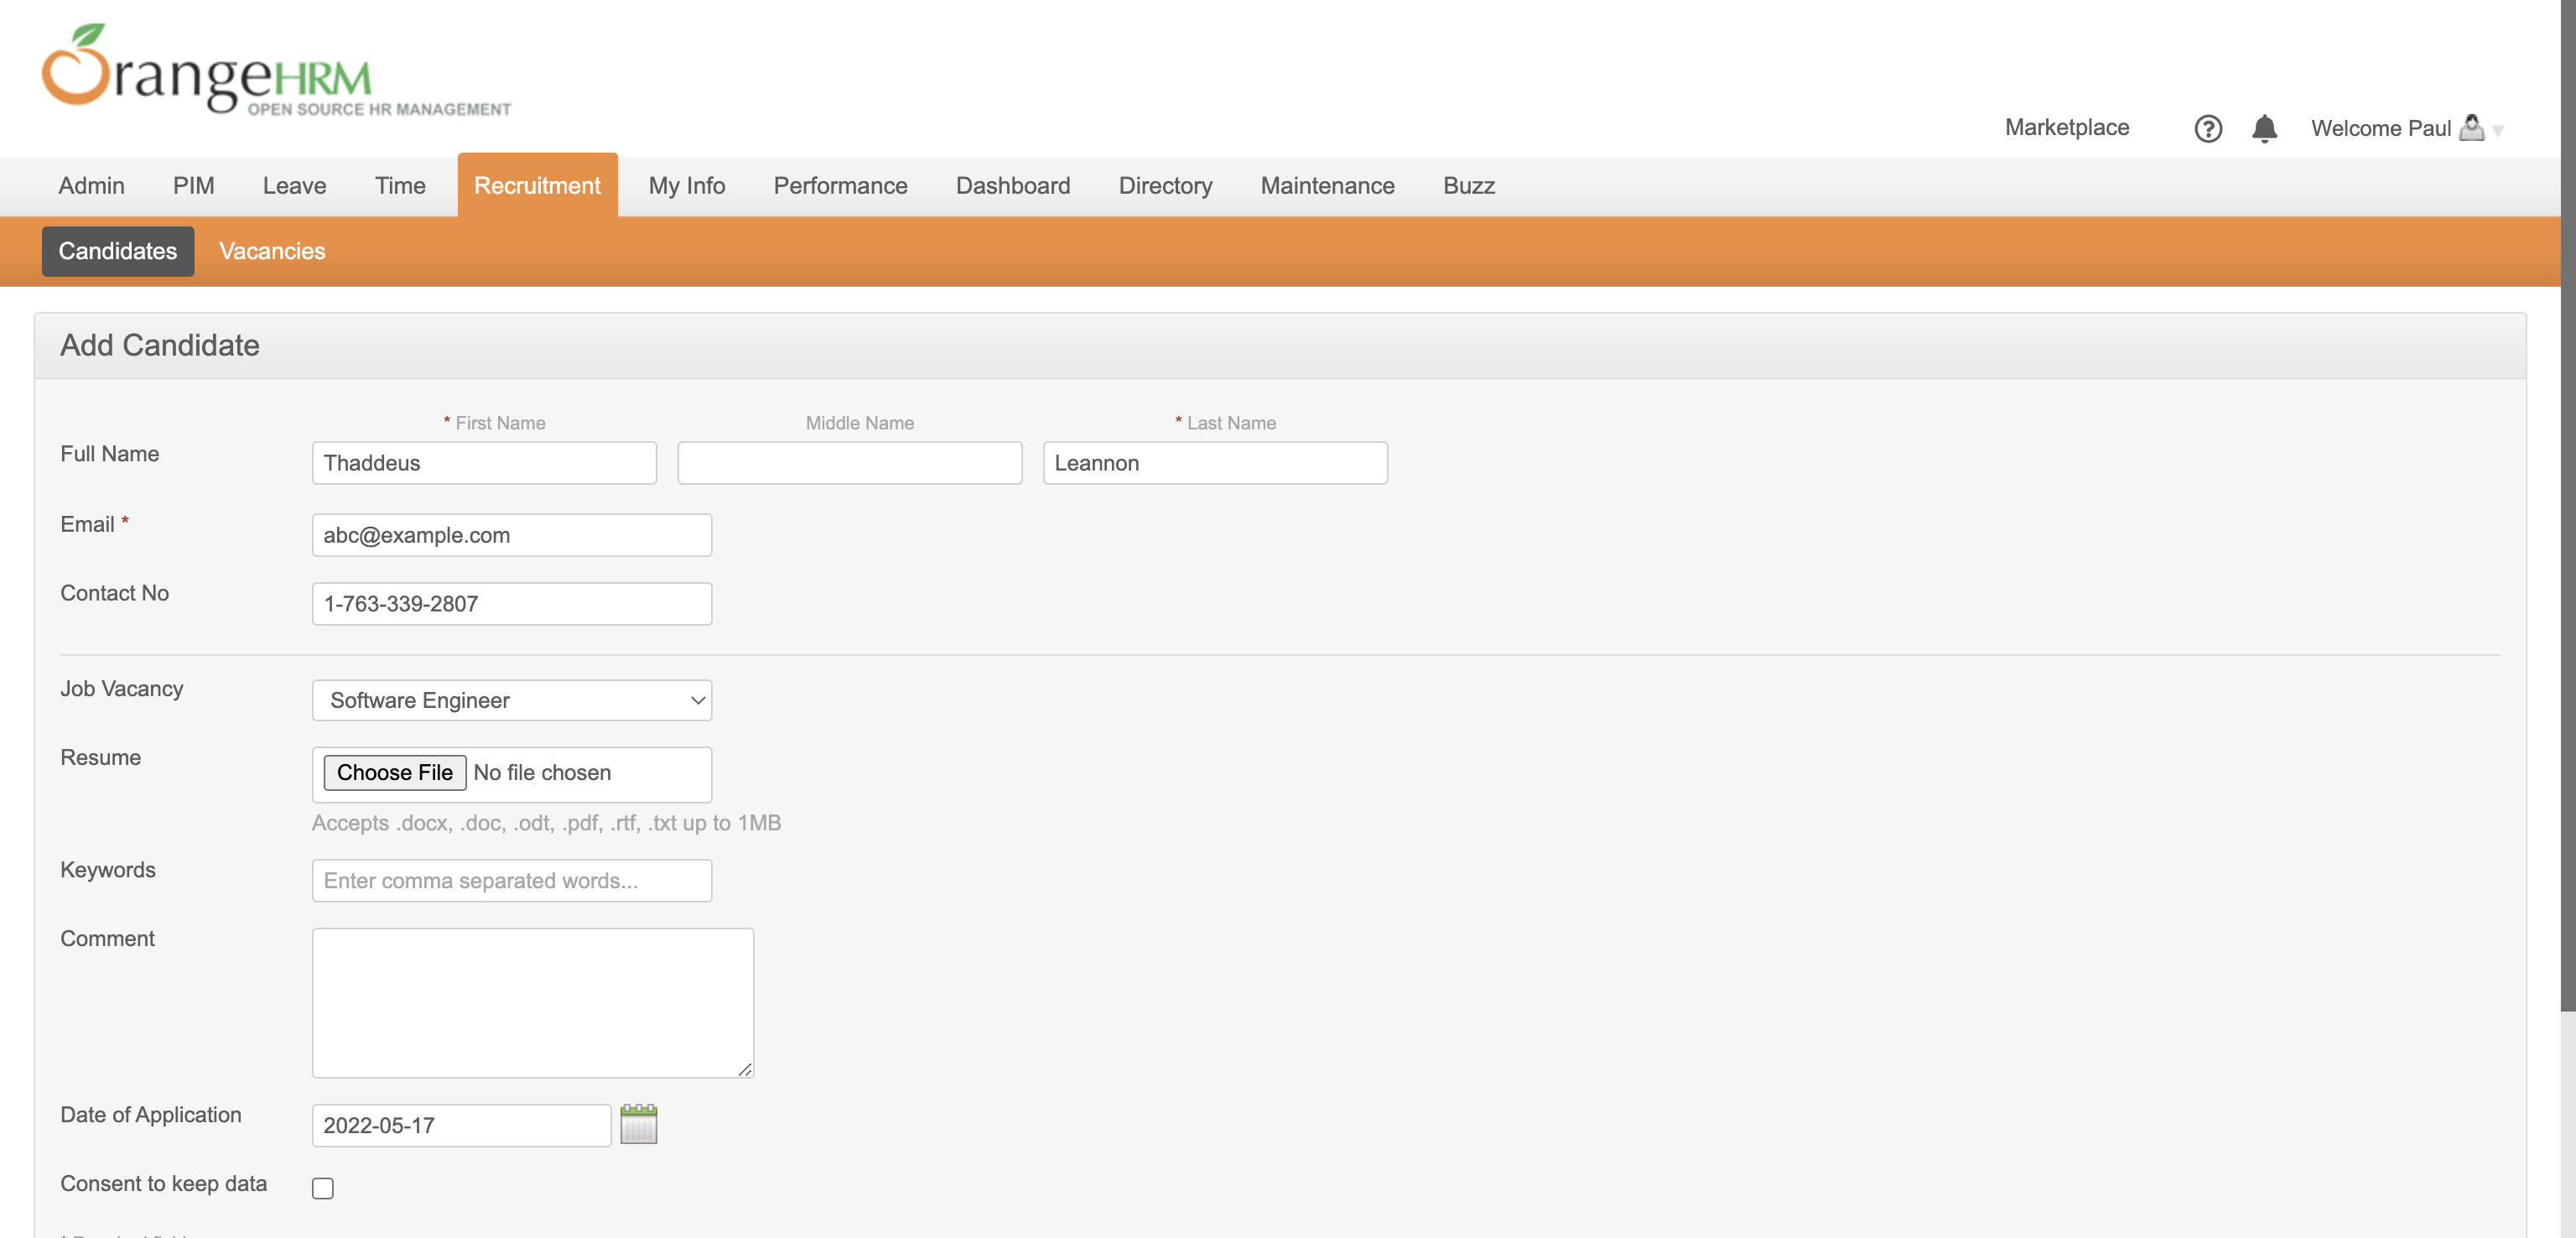 OrangeHRM
OPEN SOURCE HR MANAGEMENT
Marketplace ? Welcome Paul
Admin PIM Leave Time Recruitment My Info Performance Dashboard Directory Maintenance Buzz
Candidates Vacancies
Add Candidate
* First Name Middle Name * Last Name
Full Name Thaddeus Leannon
Email * abc@example.com
Contact No 1-763-339-2807
Job Vacancy Software Engineer
Resume Choose File No file chosen
Accepts .docx, .doc, .odt, .pdf, .rtf, .txt up to 1MB
Keywords Enter comma separated words...
Comment
Date of Application 2022-05-17
Consent to keep data